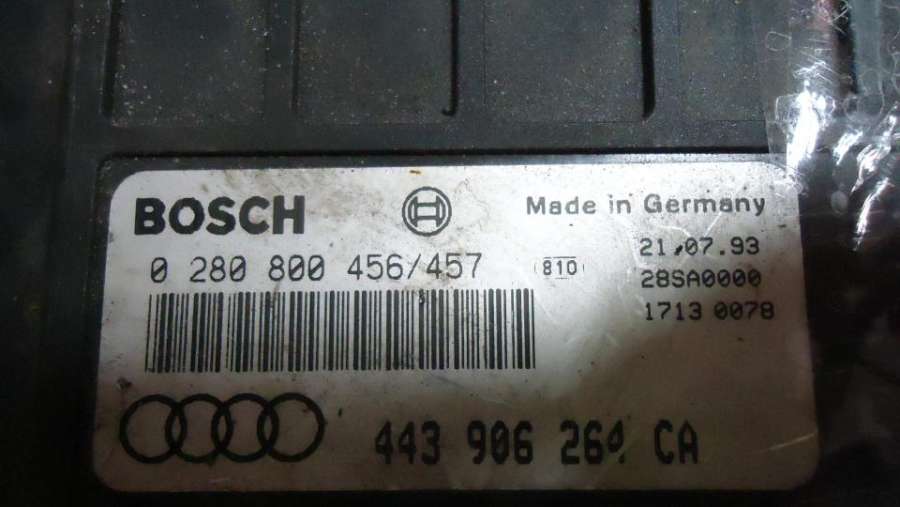 BOSCH
Made in Germany
0 280 800 456/457
810
21.07.93
28SA0000
1713 0078
443 906 264 CA